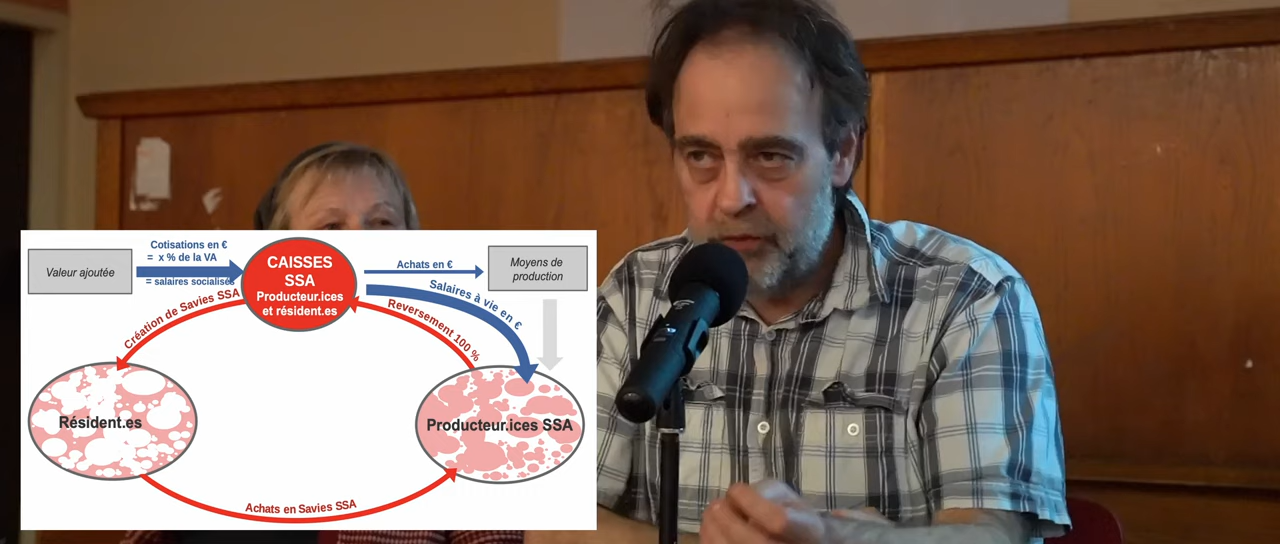 Valeur ajoutée
Cotisations en €
= x % de la VA
= salaires socialisés
CAISSES
SSA
Producteur.ices
et résident.es
Achats en €
Moyens de
production
Salaires à vie en €
Création de Savies SSA
Reversement 100 %
Résident.es
Producteur.ices SSA
Achats en Savies SSA